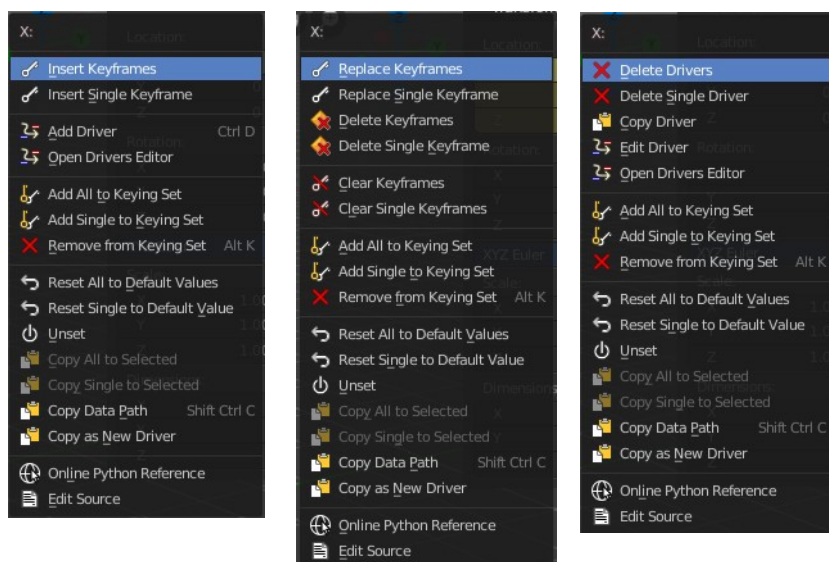 X:
Insert Keyframes
Insert Single Keyframe
Add Driver Ctrl D
Open Drivers Editor
Add All to Keying Set
Add Single to Keying Set
Remove from Keying Set Alt K
Reset All to Default Values
Reset Single to Default Value
Unset
Copy All to Selected
Copy Single to Selected
Copy Data Path Shift Ctrl C
Copy as New Driver
Online Python Reference
Edit Source
X:
Replace Keyframes
Replace Single Keyframe
Delete Keyframes
Delete Single Keyframe
Clear Keyframes
Clear Single Keyframes
Add All to Keying Set
Add Single to Keying Set
Remove from Keying Set Alt K
Reset All to Default Values
Reset Single to Default Value
Unset
Copy All to Selected
Copy Single to Selected
Copy Data Path Shift Ctrl C
Copy as New Driver
Online Python Reference
Edit Source
X:
Delete Drivers
Delete Single Driver
Copy Driver
Edit Driver
Open Drivers Editor
Add All to Keying Set
Add Single to Keying Set
Remove from Keying Set Alt K
Reset All to Default Values
Reset Single to Default Value
Unset
Copy All to Selected
Copy Single to Selected
Copy Data Path Shift Ctrl C
Copy as New Driver
Online Python Reference
Edit Source